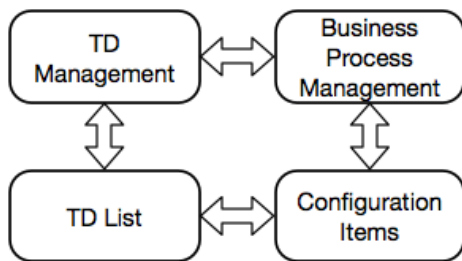 TD
Management
Business
Process
Management
TD List
Configuration
Items